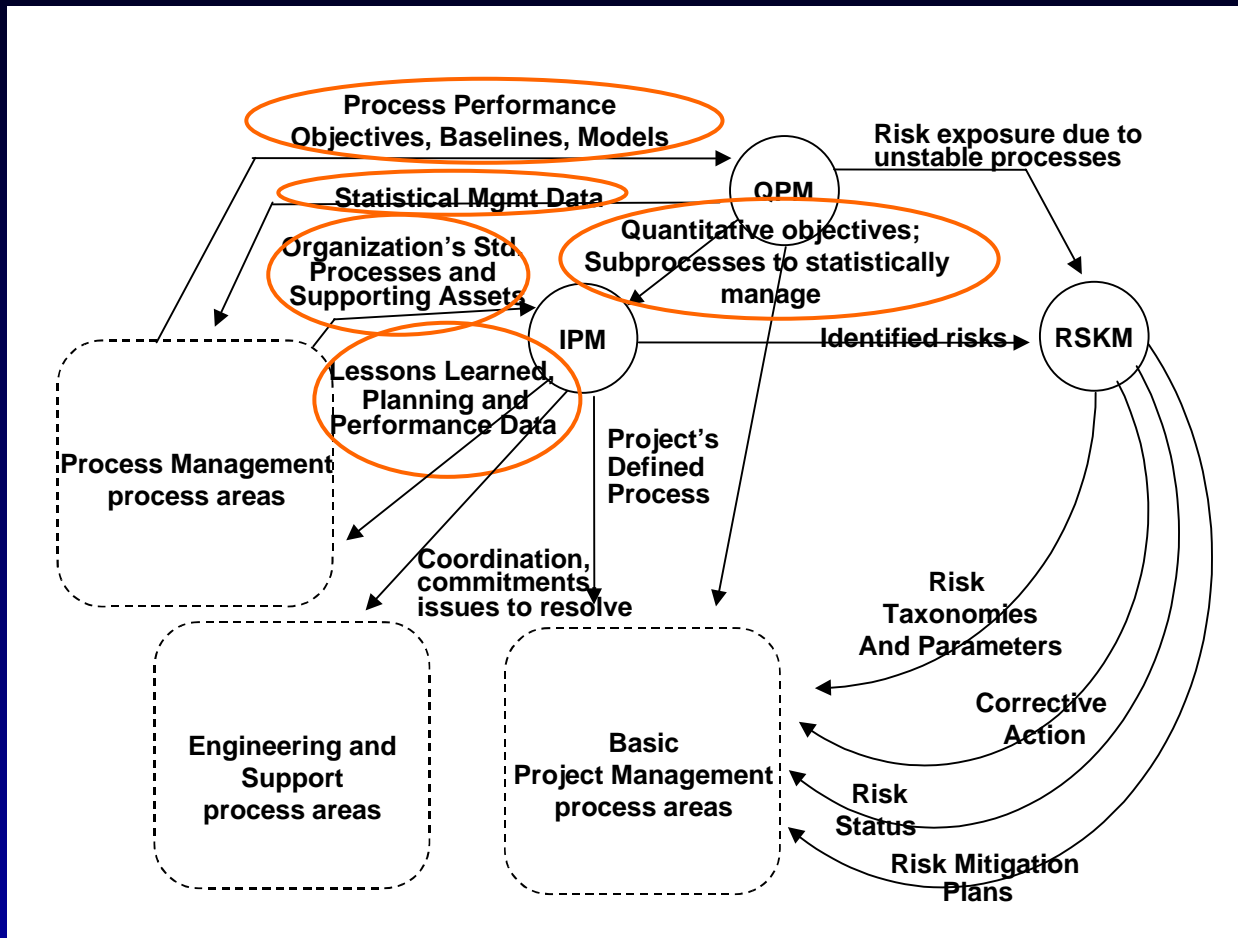 Process Performance
Objectives, Baselines, Models
Risk exposure due to
unstable processes
QPM
Statistical Mgmt Data
Quantitative objectives;
Subprocesses to statistically
manage
Organization's Std.
Processes and
Supporting Assets
IPM
Identified risks
RSKM
Lessons Learned,
Planning and
Performance Data
Process Management
process areas
Project's
Defined
Process
Coordination,
commitments,
issues to resolve
Risk
Taxonomies
And Parameters
Corrective
Action
Engineering and
Support
process areas
Basic
Project Management
process areas
Risk
Status
Risk Mitigation
Plans